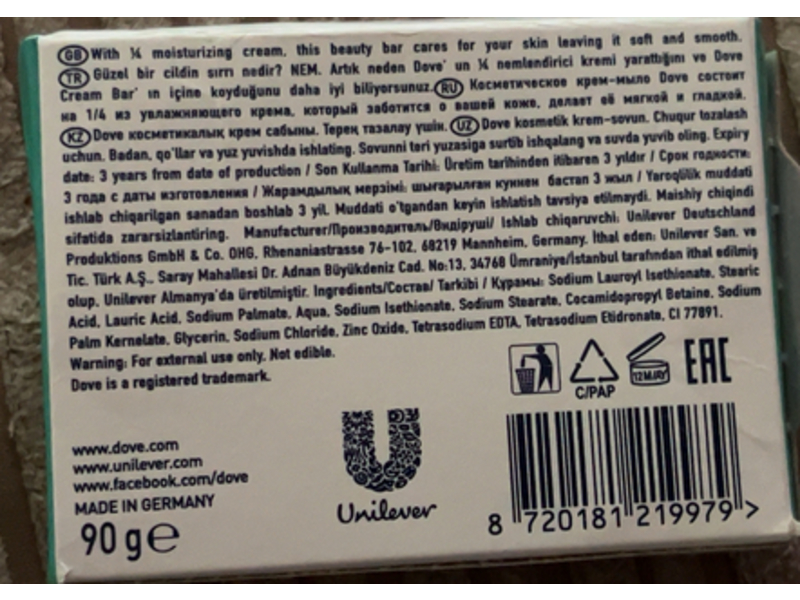 GB With ¼ moisturizing cream, this beauty bar cares for your skin leaving it soft and smooth.
TR Güzel bir cildin sırrı nedir? NEM. Artık neden Dove' un ¼ nemlendirici kremi yarattığını ve Dove
Cream Bar' ın içine koyduğunu daha iyi biliyorsunuz. RU Косметическое крем-мыло Dove состоит
на 1/4 из увлажняющего крема, который заботится о вашей коже, делает её мягкой и гладкой.
KZ Dove косметикалық крем сабыны. Терең тазалау үшін. UZ Dove kosmetik krem-sovun. Chuqur tozalash
uchun. Badan, qo'llar va yuz yuvishda ishlating. Sovunni teri yuzasiga surtib ishqalang va suvda yuvib oling. Expiry
date: 3 years from date of production / Son Kullanma Tarihi: Üretim tarihinden itibaren 3 yıldır / Срок годности:
3 года с даты изготовления / Жарамдылық мерзімі: шығарылған күннен бастап 3 жыл / Yaroqlilik muddati
ishlab chiqarilgan sanadan boshlab 3 yil. Muddati o'tgandan keyin ishlatish tavsiya etilmaydi. Maishiy chiqindi
sifatida zararsizlantiring. Manufacturer/Производитель/Өндіруші/ Ishlab chiqaruvchi: Unilever Deutschland
Produktions GmbH & Co. OHG, Rhenaniastrasse 76-102, 68219 Mannheim, Germany. İthal eden: Unilever San. ve
Tic. Türk A.Ş., Saray Mahallesi Dr. Adnan Büyükdeniz Cad. No:13, 34768 Ümraniye/İstanbul tarafından ithal edilmiş
olup, Unilever Almanya'da üretilmiştir. Ingredients/Состав/ Tarkibi / Құрамы: Sodium Lauroyl Isethionate, Stearic
Acid, Lauric Acid, Sodium Palmate, Aqua, Sodium Isethionate, Sodium Stearate, Cocamidopropyl Betaine, Sodium
Palm Kernelate, Glycerin, Sodium Chloride, Zinc Oxide, Tetrasodium EDTA, Tetrasodium Etidronate, CI 77891.
Warning: For external use only. Not edible.
Dove is a registered trademark.
C/PAP
12M/AY
EAC
www.dove.com
www.unilever.com
www.facebook.com/dove
MADE IN GERMANY
90 g e
Unilever
8 720181 219979 >